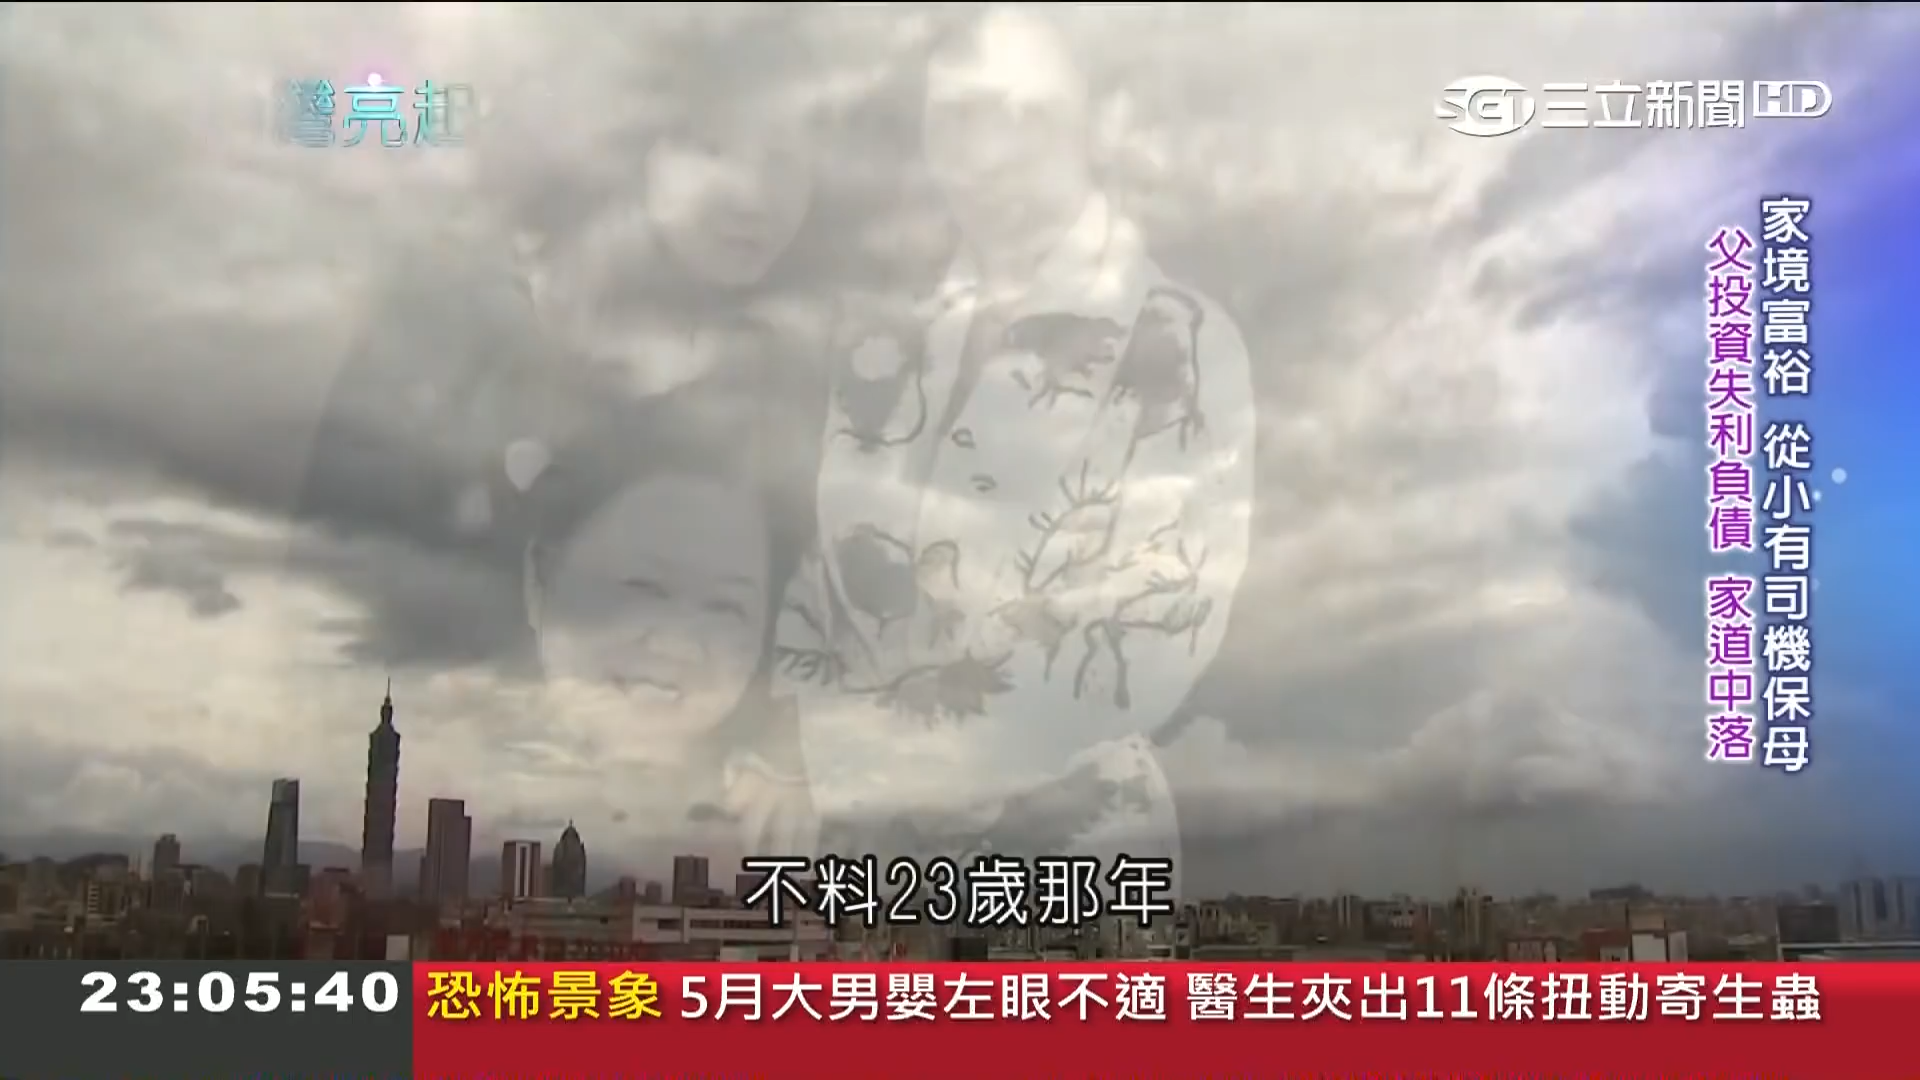 灣亮起
SET三立新聞HD
家境富裕 從小有司機保母
父投資失利負債 家道中落
不料23歲那年
23:05:40
恐怖景象 5月大男嬰左眼不適 醫生夾出11條扭動寄生蟲